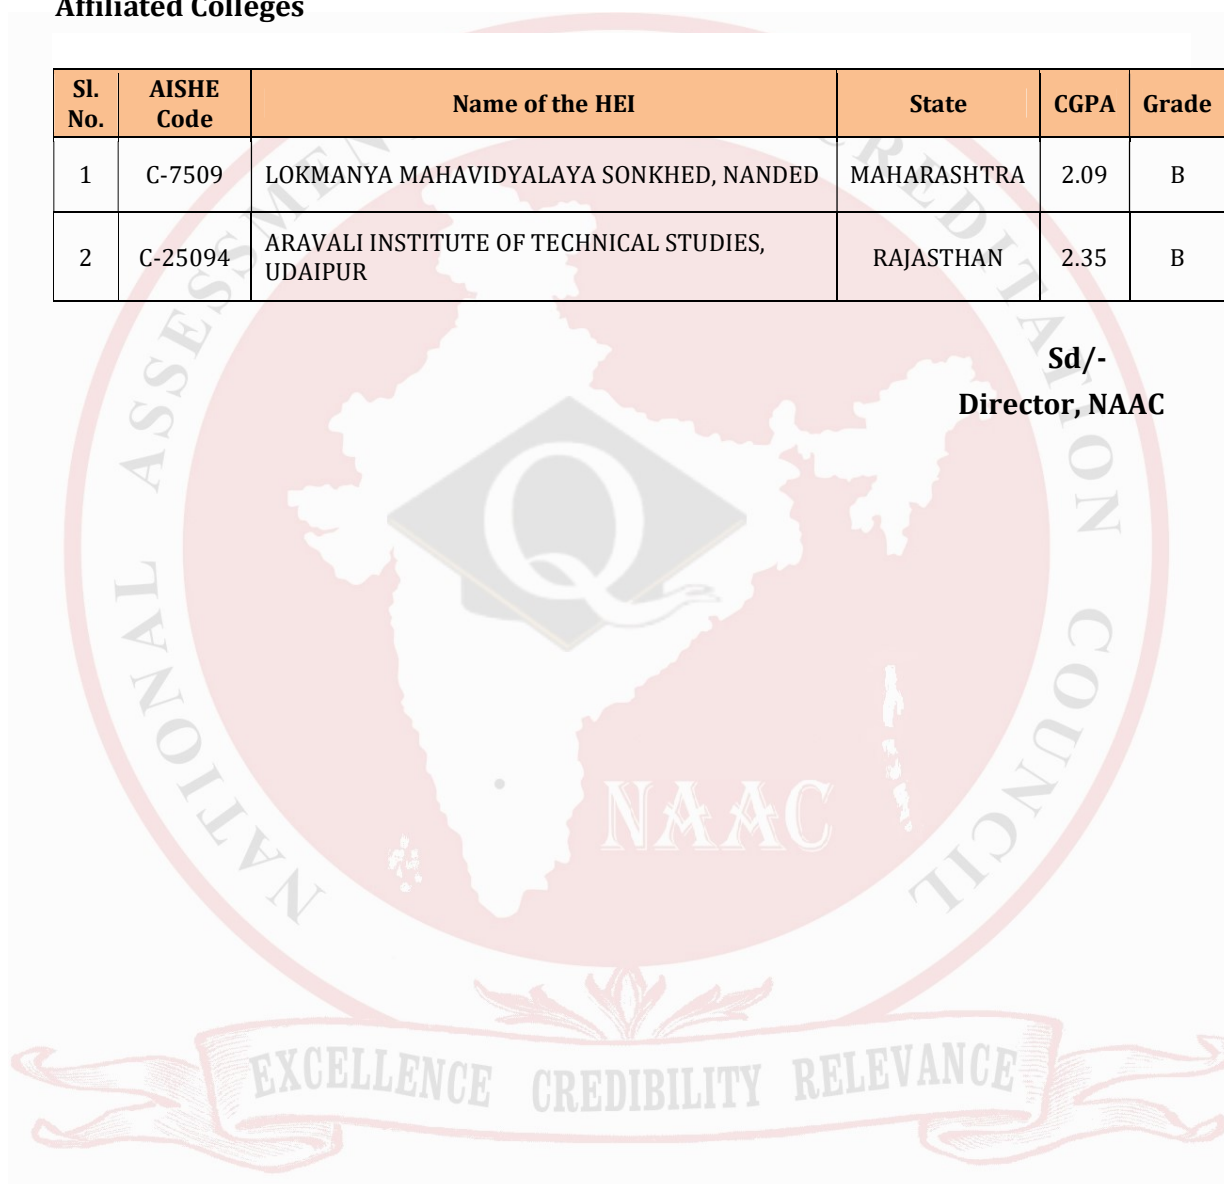 Affiliated Colleges
Sl. No. AISHE Code Name of the HEI State CGPA Grade
1 C-7509 LOKMANYA MAHAVIDYALAYA SONKHED, NANDED MAHARASHTRA 2.09 B
2 C-25094 ARAVALI INSTITUTE OF TECHNICAL STUDIES, UDAIPUR RAJASTHAN 2.35 B
Sd/-
Director, NAAC
NATIONAL ASSESSMENT ACCREDITATION COUNCIL
Q
NAAC
EXCELLENCE CREDIBILITY RELEVANCE